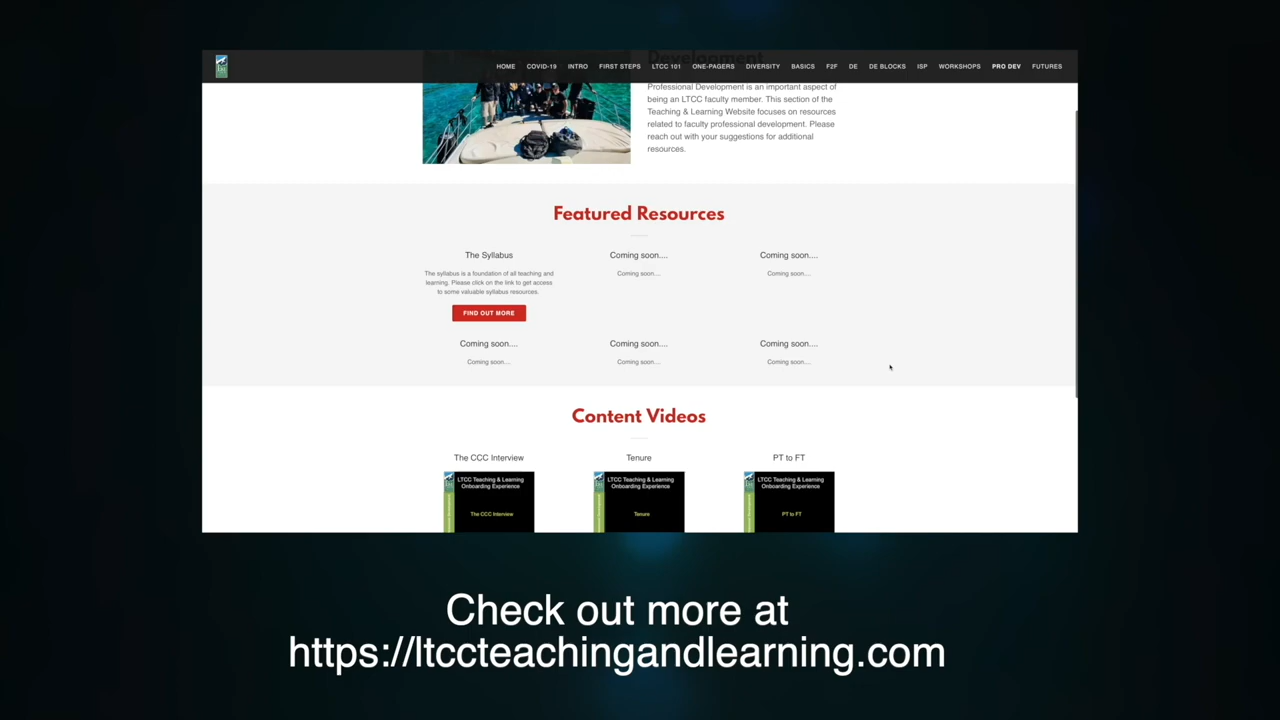 Development
HOME COVID-19 INTRO FIRST STEPS LTCC 101 ONE-PAGERS DIVERSITY BASICS F2F DE DE BLOCKS ISP WORKSHOPS PRO DEV FUTURES
Professional Development is an important aspect of
being an LTCC faculty member. This section of the
Teaching & Learning Website focuses on resources
related to faculty professional development. Please
reach out with your suggestions for additional
resources.
Featured Resources
The Syllabus
The syllabus is a foundation of all teaching and
learning. Please click on the link to get access
to some valuable syllabus resources.
FIND OUT MORE
Coming soon....
Coming soon....
Coming soon....
Coming soon....
Coming soon....
Coming soon....
Coming soon....
Coming soon....
Coming soon....
Coming soon....
Content Videos
The CCC Interview
LTCC Teaching & Learning
Onboarding Experience
The CCC Interview
Tenure
LTCC Teaching & Learning
Onboarding Experience
Tenure
PT to FT
LTCC Teaching & Learning
Onboarding Experience
PT to FT
Check out more at
https://ltccteachingandlearning.com